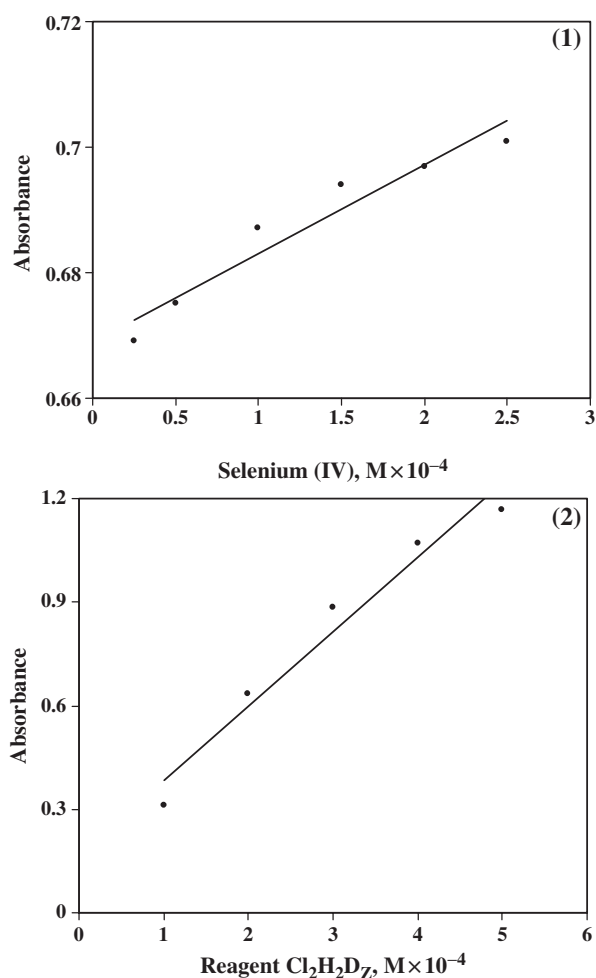 (1)
0.72
0.7
0.68
0.66
Absorbance
0 0.5 1 1.5 2 2.5 3
Selenium (IV), M×10⁻⁴
(2)
1.2
0.9
0.6
0.3
0
Absorbance
0 1 2 3 4 5 6
Reagent Cl₂H₂D_Z, M×10⁻⁴